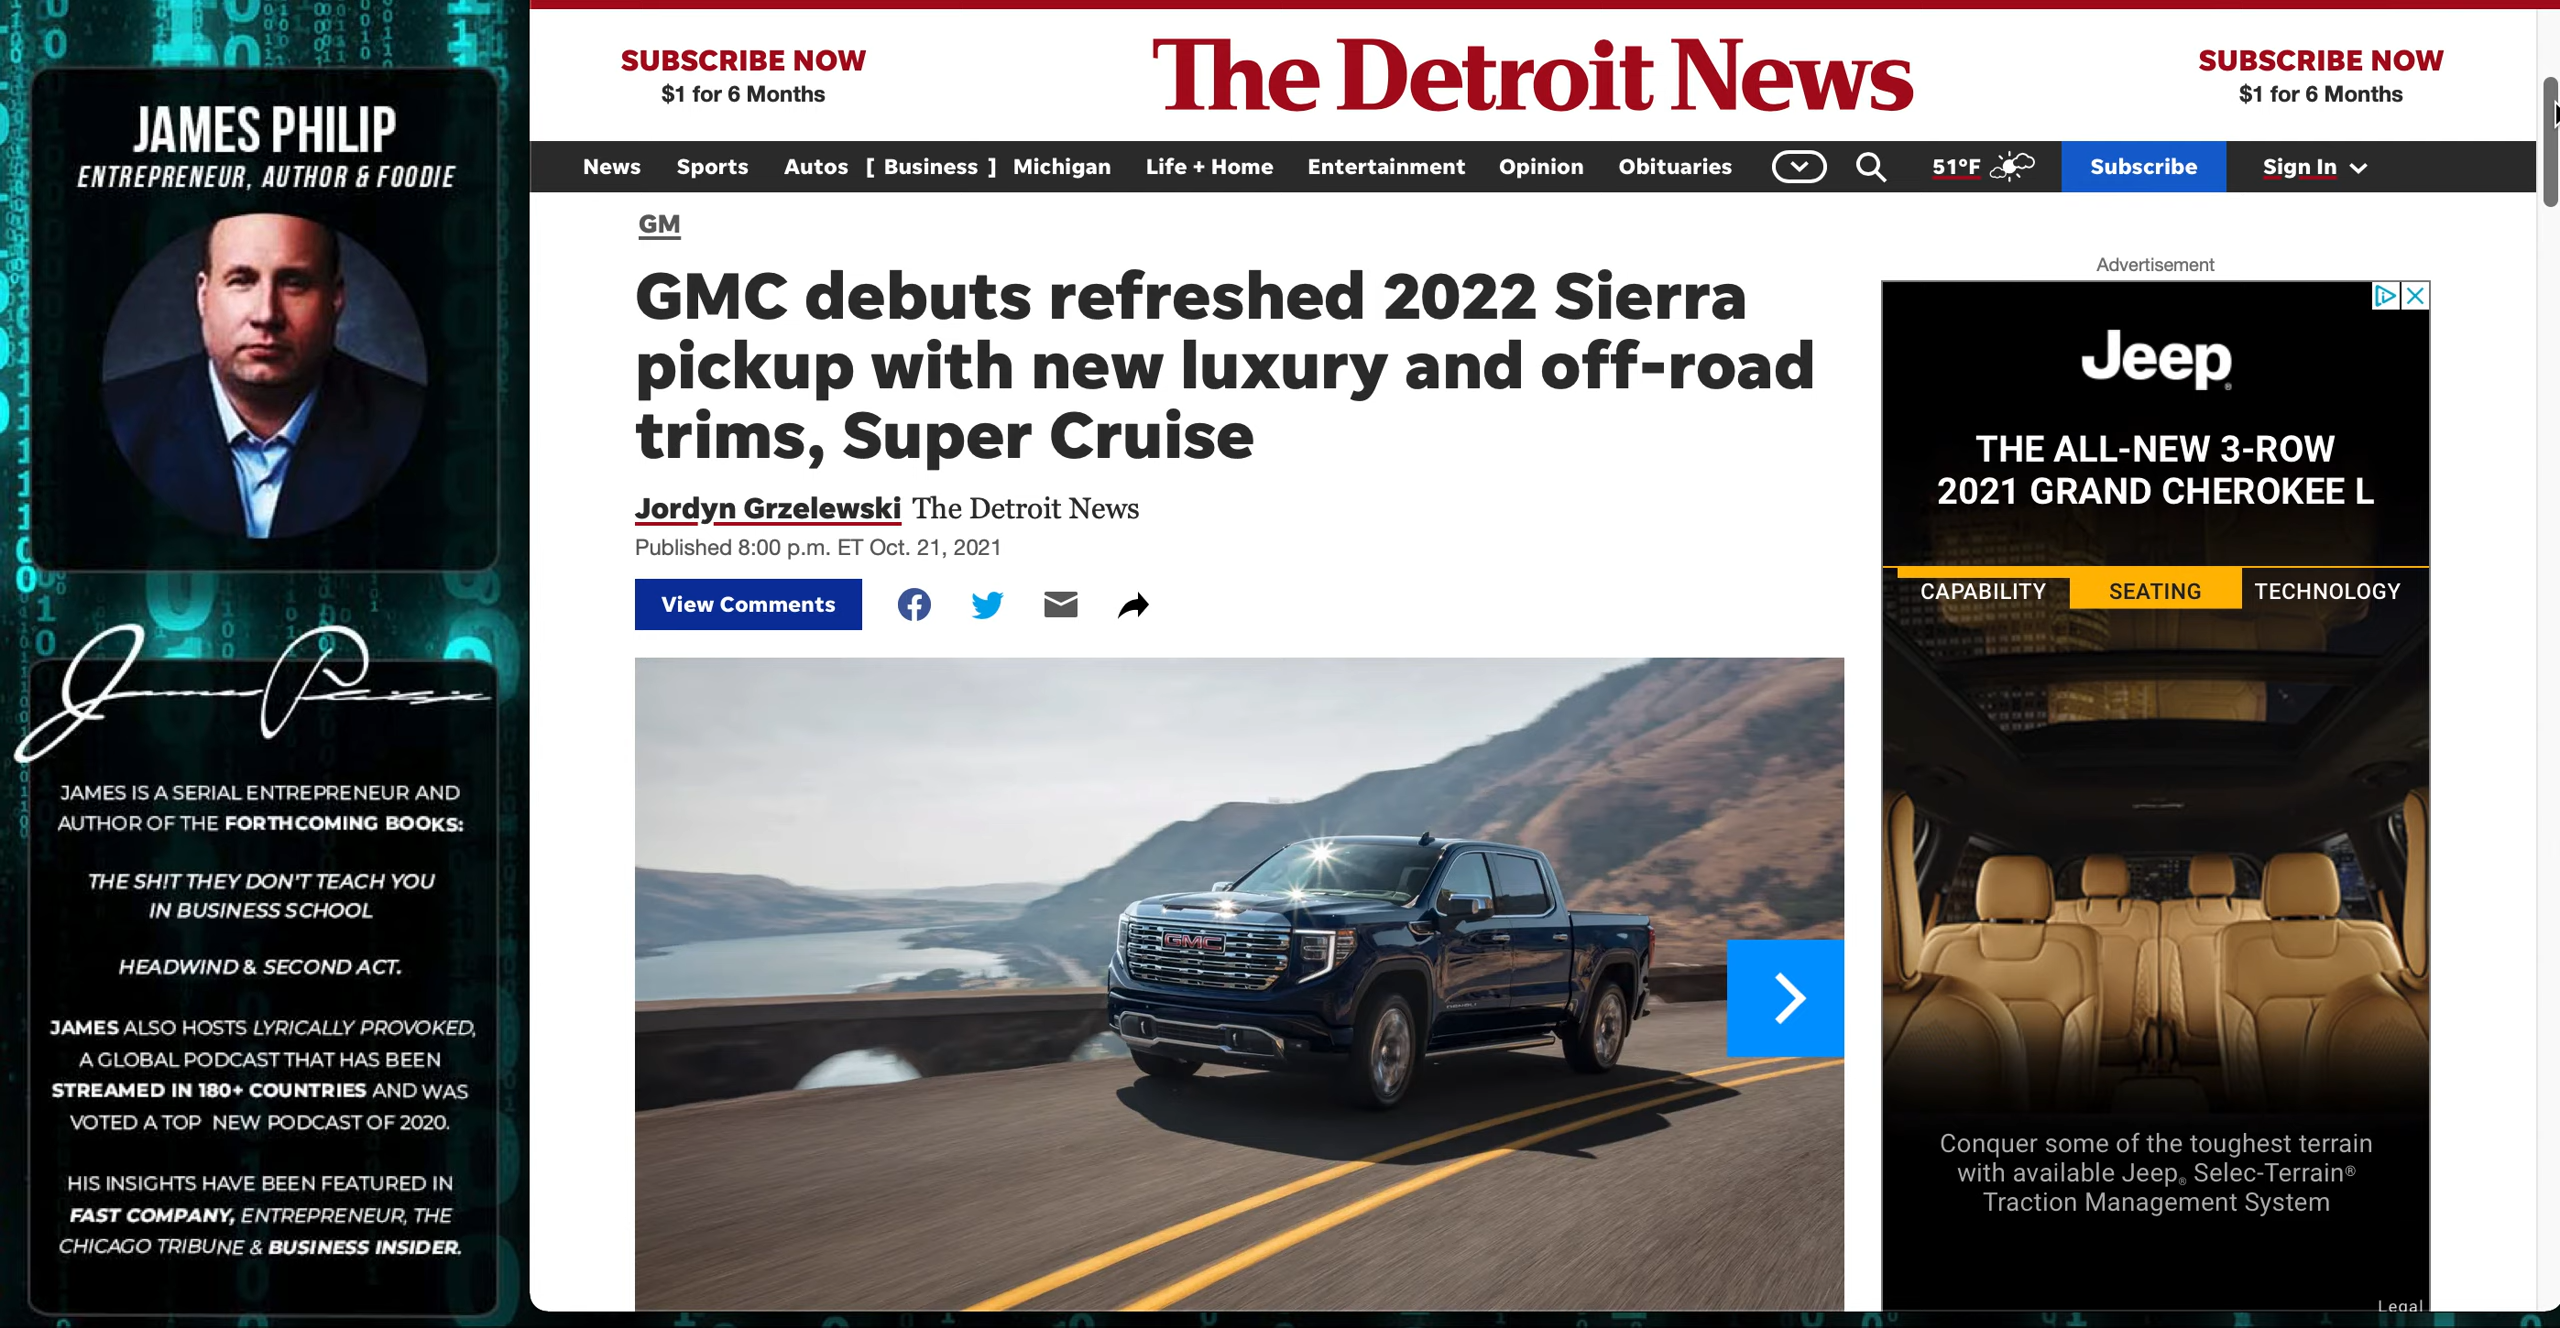 JAMES PHILIP
ENTREPRENEUR, AUTHOR & FOODIE
JAMES IS A SERIAL ENTREPRENEUR AND
AUTHOR OF THE FORTHCOMING BOOKS:
THE SH!T THEY DON'T TEACH YOU
IN BUSINESS SCHOOL
HEADWIND & SECOND ACT.
JAMES ALSO HOSTS LYRICALLY PROVOKED,
A GLOBAL PODCAST THAT HAS BEEN
STREAMED IN 180+ COUNTRIES AND WAS
VOTED A TOP NEW PODCAST OF 2020.
HIS INSIGHTS HAVE BEEN FEATURED IN
FAST COMPANY, ENTREPRENEUR, THE
CHICAGO TRIBUNE & BUSINESS INSIDER.
SUBSCRIBE NOW
$1 for 6 Months
The Detroit News
SUBSCRIBE NOW
$1 for 6 Months
News Sports Autos [ Business ] Michigan Life + Home Entertainment Opinion Obituaries 51°F Subscribe Sign In
GM
GMC debuts refreshed 2022 Sierra
pickup with new luxury and off-road
trims, Super Cruise
Jordyn Grzelewski The Detroit News
Published 8:00 p.m. ET Oct. 21, 2021
View Comments
GMC
Advertisement
Jeep®
THE ALL-NEW 3-ROW
2021 GRAND CHEROKEE L
CAPABILITY SEATING TECHNOLOGY
Conquer some of the toughest terrain
with available Jeep® Selec-Terrain®
Traction Management System
Legal